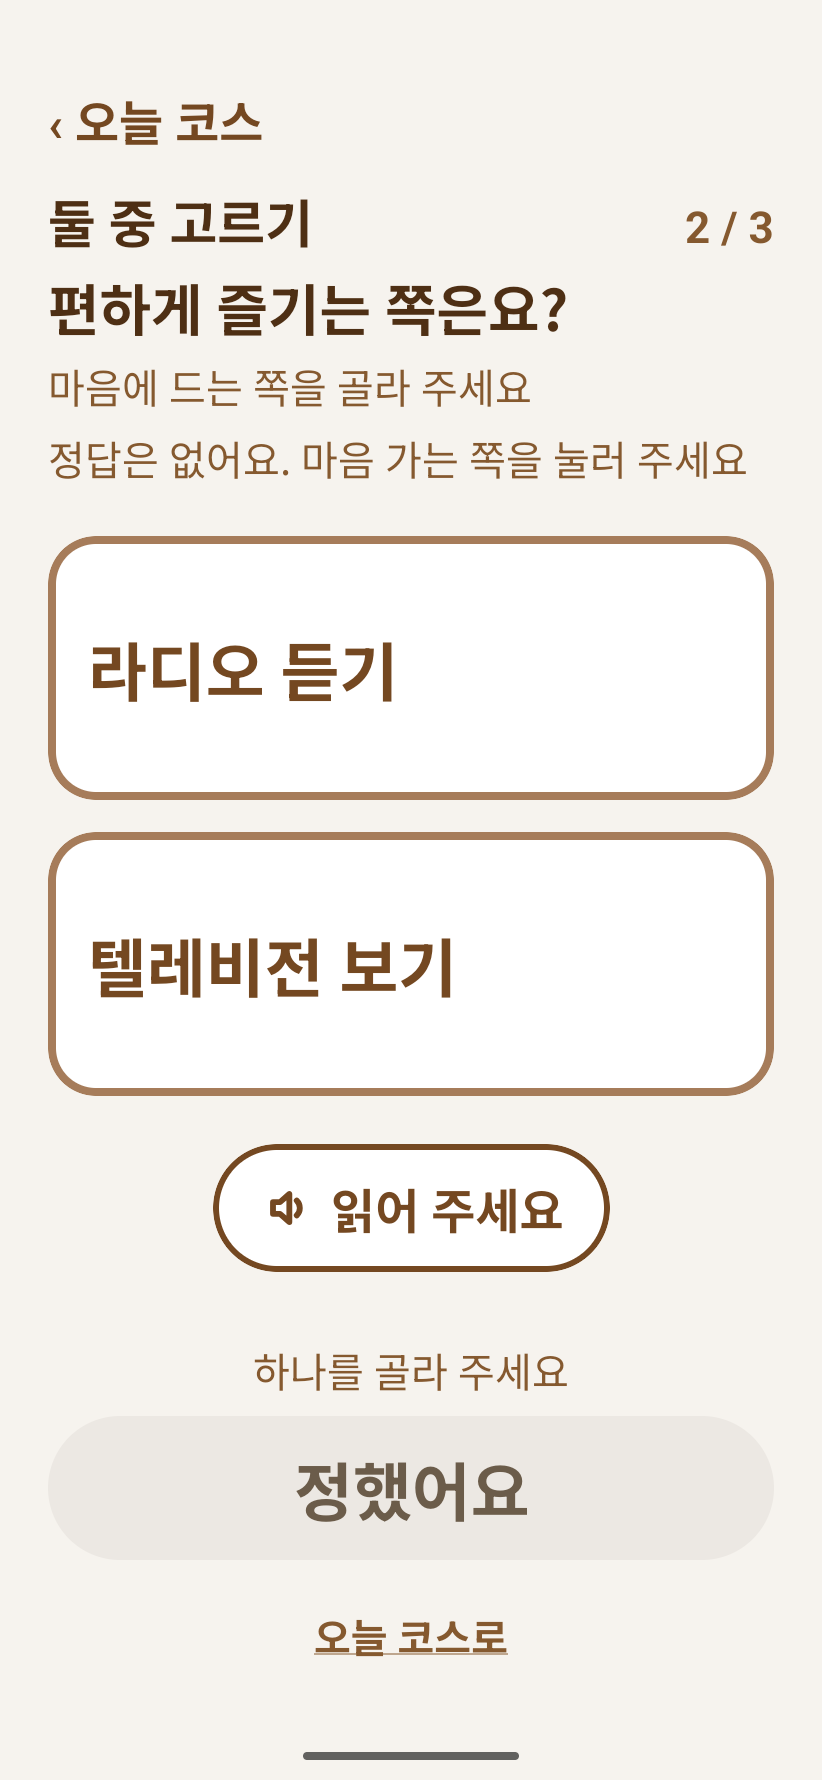 ‹ 오늘 코스
둘 중 고르기
2 / 3
편하게 즐기는 쪽은요?
마음에 드는 쪽을 골라 주세요
정답은 없어요. 마음 가는 쪽을 눌러 주세요
라디오 듣기
텔레비전 보기
읽어 주세요
하나를 골라 주세요
정했어요
오늘 코스로